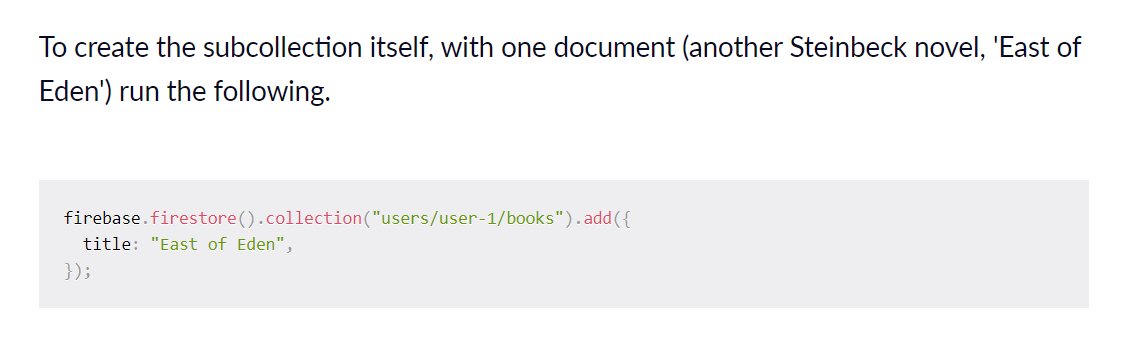 To create the subcollection itself, with one document (another Steinbeck novel, 'East of
Eden') run the following.
firebase.firestore().collection("users/user-1/books").add({
  title: "East of Eden",
});